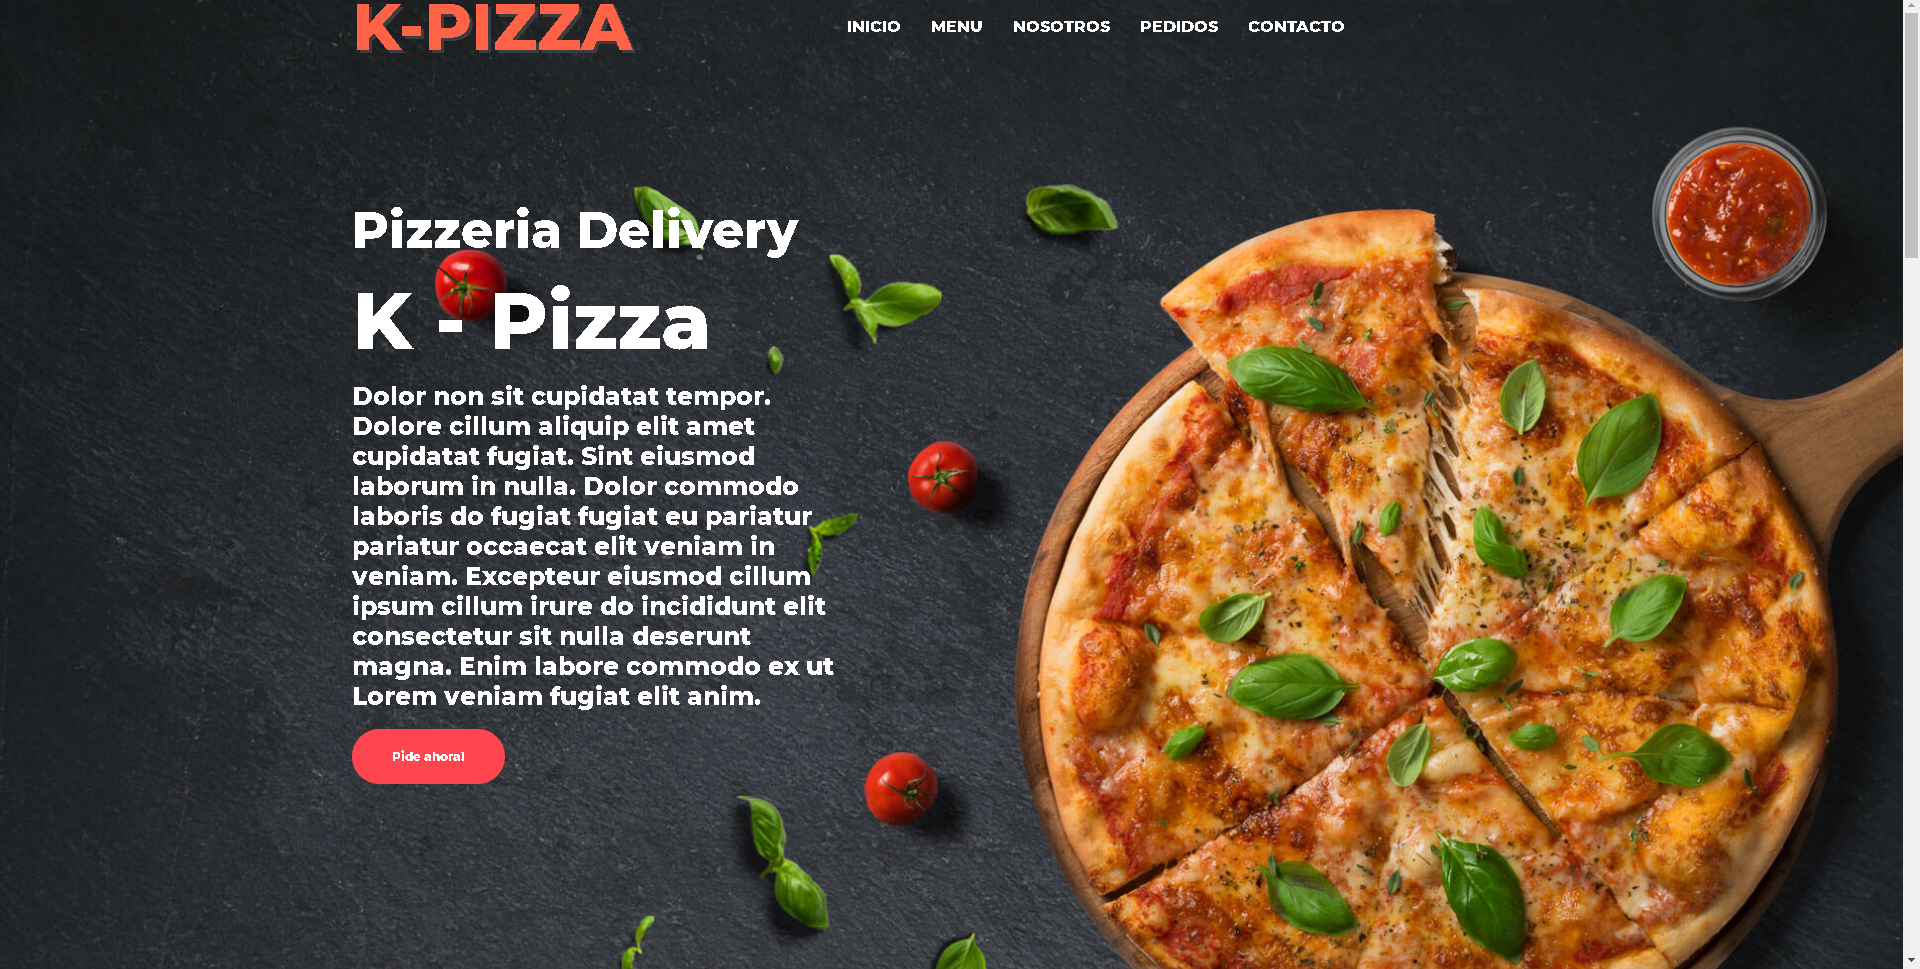 K-PIZZA
INICIO MENU NOSOTROS PEDIDOS CONTACTO
Pizzeria Delivery
K - Pizza
Dolor non sit cupidatat tempor.
Dolore cillum aliquip elit amet
cupidatat fugiat. Sint eiusmod
laborum in nulla. Dolor commodo
laboris do fugiat fugiat eu pariatur
pariatur occaecat elit veniam in
veniam. Excepteur eiusmod cillum
ipsum cillum irure do incididunt elit
consectetur sit nulla deserunt
magna. Enim labore commodo ex ut
Lorem veniam fugiat elit anim.
Pide ahora!